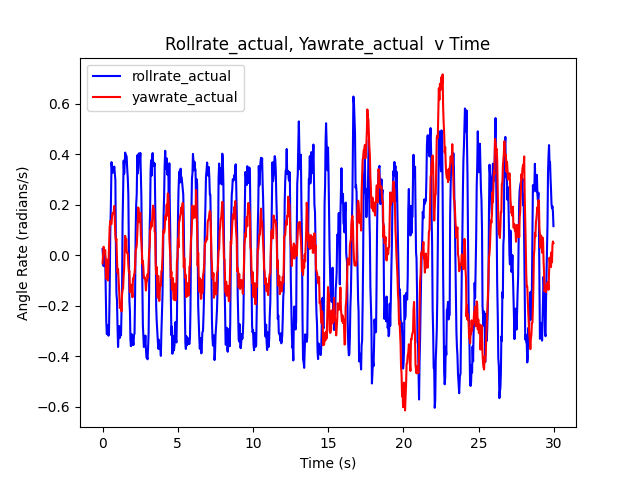 Rollrate_actual, Yawrate_actual  v Time
rollrate_actual
yawrate_actual
Angle Rate (radians/s)
0.6
0.4
0.2
0.0
−0.2
−0.4
−0.6
0 5 10 15 20 25 30
Time (s)